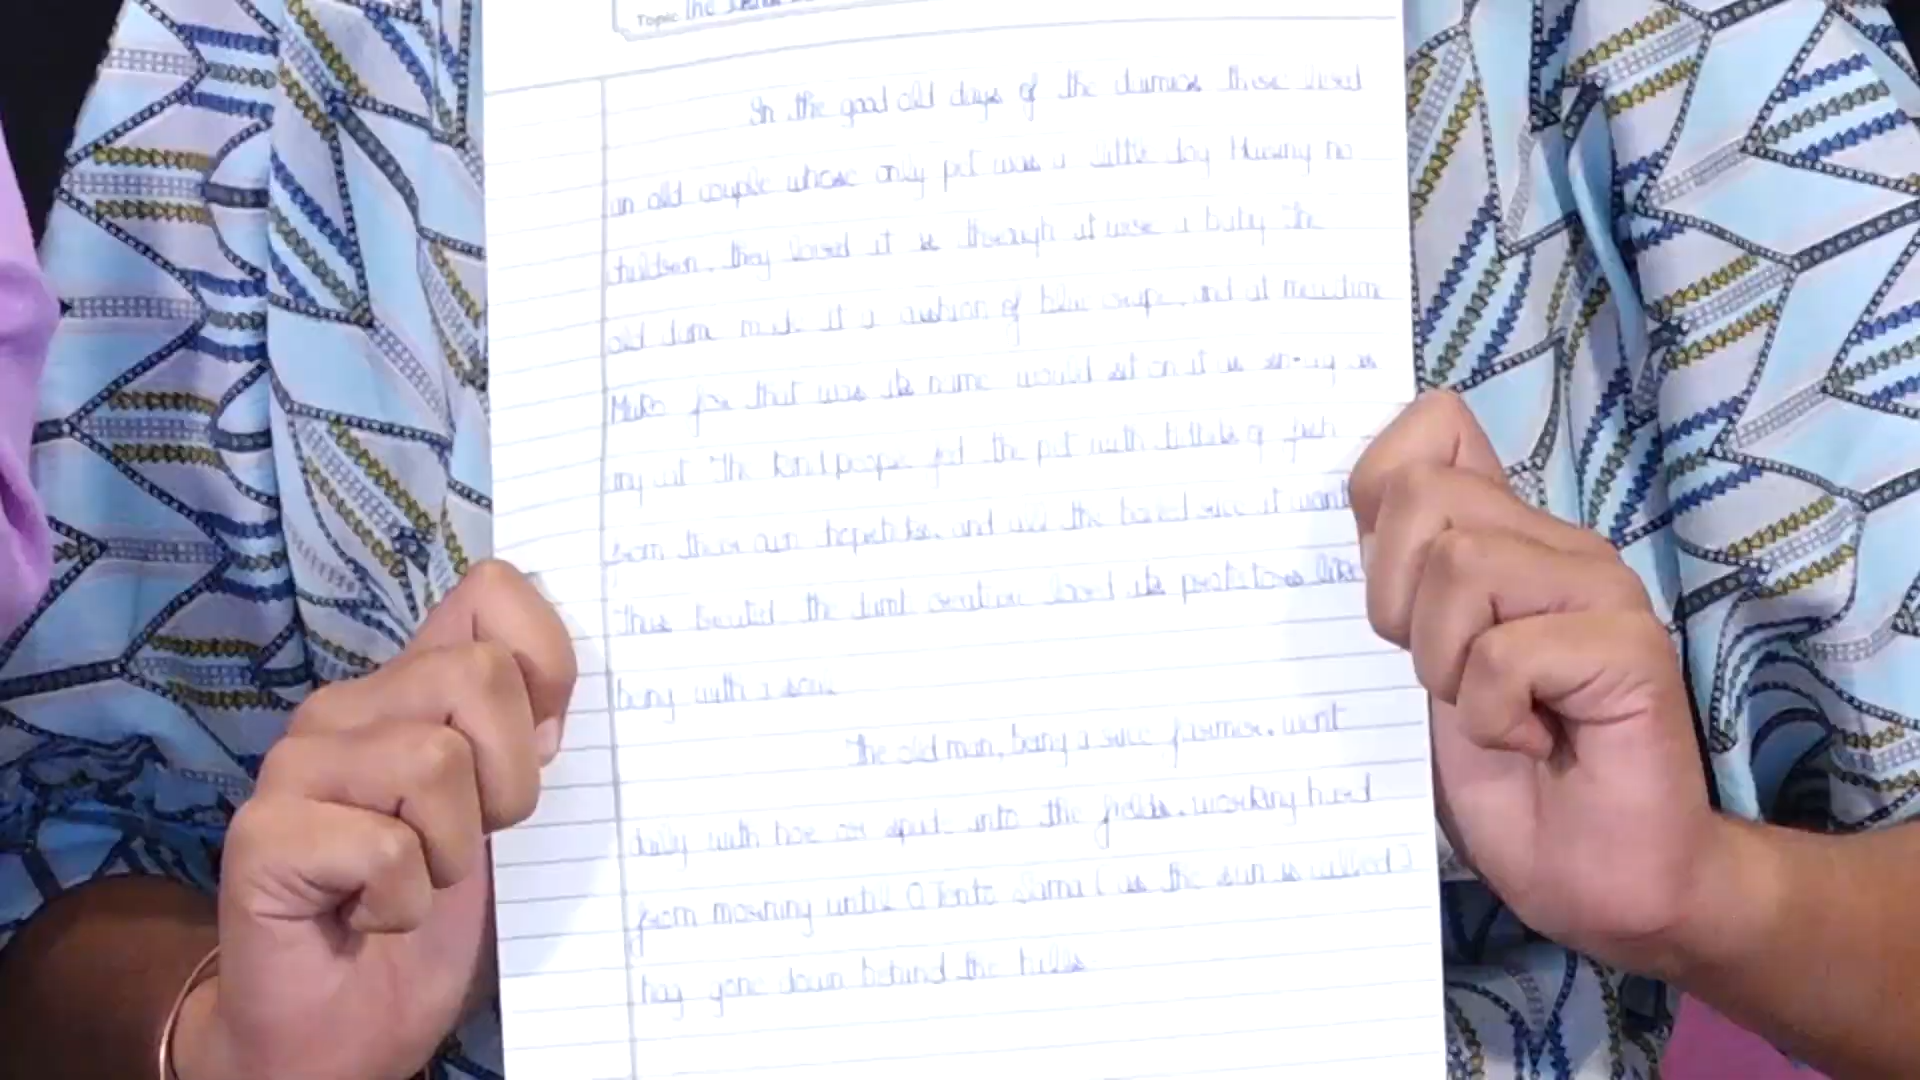 Topic The
In the good old days of the daimios there lived
an old couple whose only pet was a little dog Having no
children, they loved it as through it were a baby The
old dame made it a cushion of blue crape, and at mealtime
Muko for that was its name would sit on it as snug as
any cat The kind people fed the pet with tidbits of fish
from their own chopsticks, and all the boiled rice it want
Thus treated, the dumb creature loved its protectors like
being with a soul
The old man, being a rice farmer, went
daily with hoe or spade into the fields, working hard
from morning until O Tento Sama ( as the sun is called )
hag gone down behind the hills